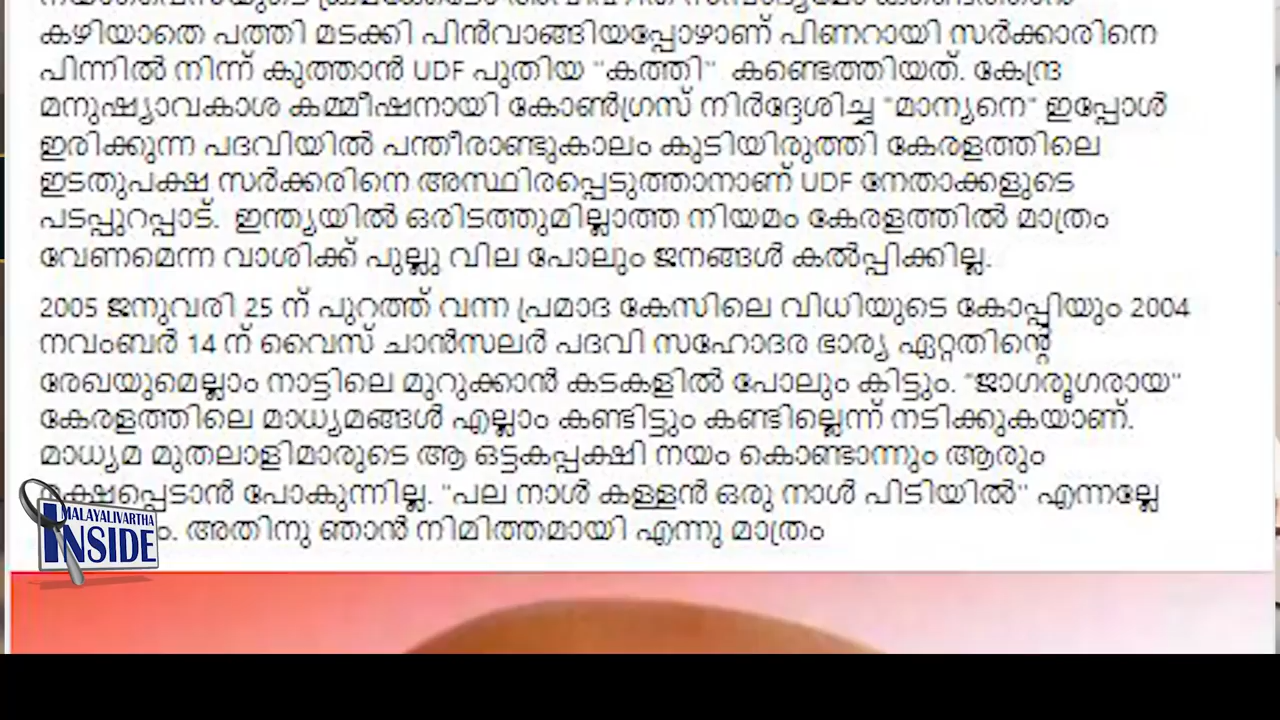 കഴിയാതെ പത്തി മടക്കി പിൻവാങ്ങിയപ്പോഴാണ് പിണറായി സർക്കാരിനെ
പിന്നിൽ നിന്ന് കുത്താൻ UDF പുതിയ "കത്തി" കണ്ടെത്തിയത്. കേന്ദ്ര
മനുഷ്യാവകാശ കമ്മീഷനായി കോൺഗ്രസ് നിർദ്ദേശിച്ച "മാന്യനെ" ഇപ്പോൾ
ഇരിക്കുന്ന പദവിയിൽ പന്തീരാണ്ടുകാലം കുടിയിരുത്തി കേരളത്തിലെ
ഇടതുപക്ഷ സർക്കരിനെ അസ്ഥിരപ്പെടുത്താനാണ് UDF നേതാക്കളുടെ
പടപ്പുറപ്പാട്. ഇന്ത്യയിൽ ഒരിടത്തുമില്ലാത്ത നിയമം കേരളത്തിൽ മാത്രം
വേണമെന്ന വാശിക്ക് പുല്ലു വില പോലും ജനങ്ങൾ കൽപ്പിക്കില്ല.
2005 ജനുവരി 25 ന് പുറത്ത് വന്ന പ്രമാദ കേസിലെ വിധിയുടെ കോപ്പിയും 2004
നവംബർ 14 ന് വൈസ് ചാൻസലർ പദവി സഹോദര ഭാര്യ ഏറ്റതിന്റെ
രേഖയുമെല്ലാം നാട്ടിലെ മുറുക്കാൻ കടകളിൽ പോലും കിട്ടും. "ജാഗരൂഗരായ"
കേരളത്തിലെ മാധ്യമങ്ങൾ എല്ലാം കണ്ടിട്ടും കണ്ടില്ലെന്ന് നടിക്കുകയാണ്.
മാധ്യമ മുതലാളിമാരുടെ ആ ഒട്ടകപ്പക്ഷി നയം കൊണ്ടാന്നും ആരും
രക്ഷപ്പെടാൻ പോകുന്നില്ല. "പല നാൾ കള്ളൻ ഒരു നാൾ പിടിയിൽ" എന്നല്ലേ
അതിനു ഞാൻ നിമിത്തമായി എന്നു മാത്രം
MALAYALIVARTHA
INSIDE